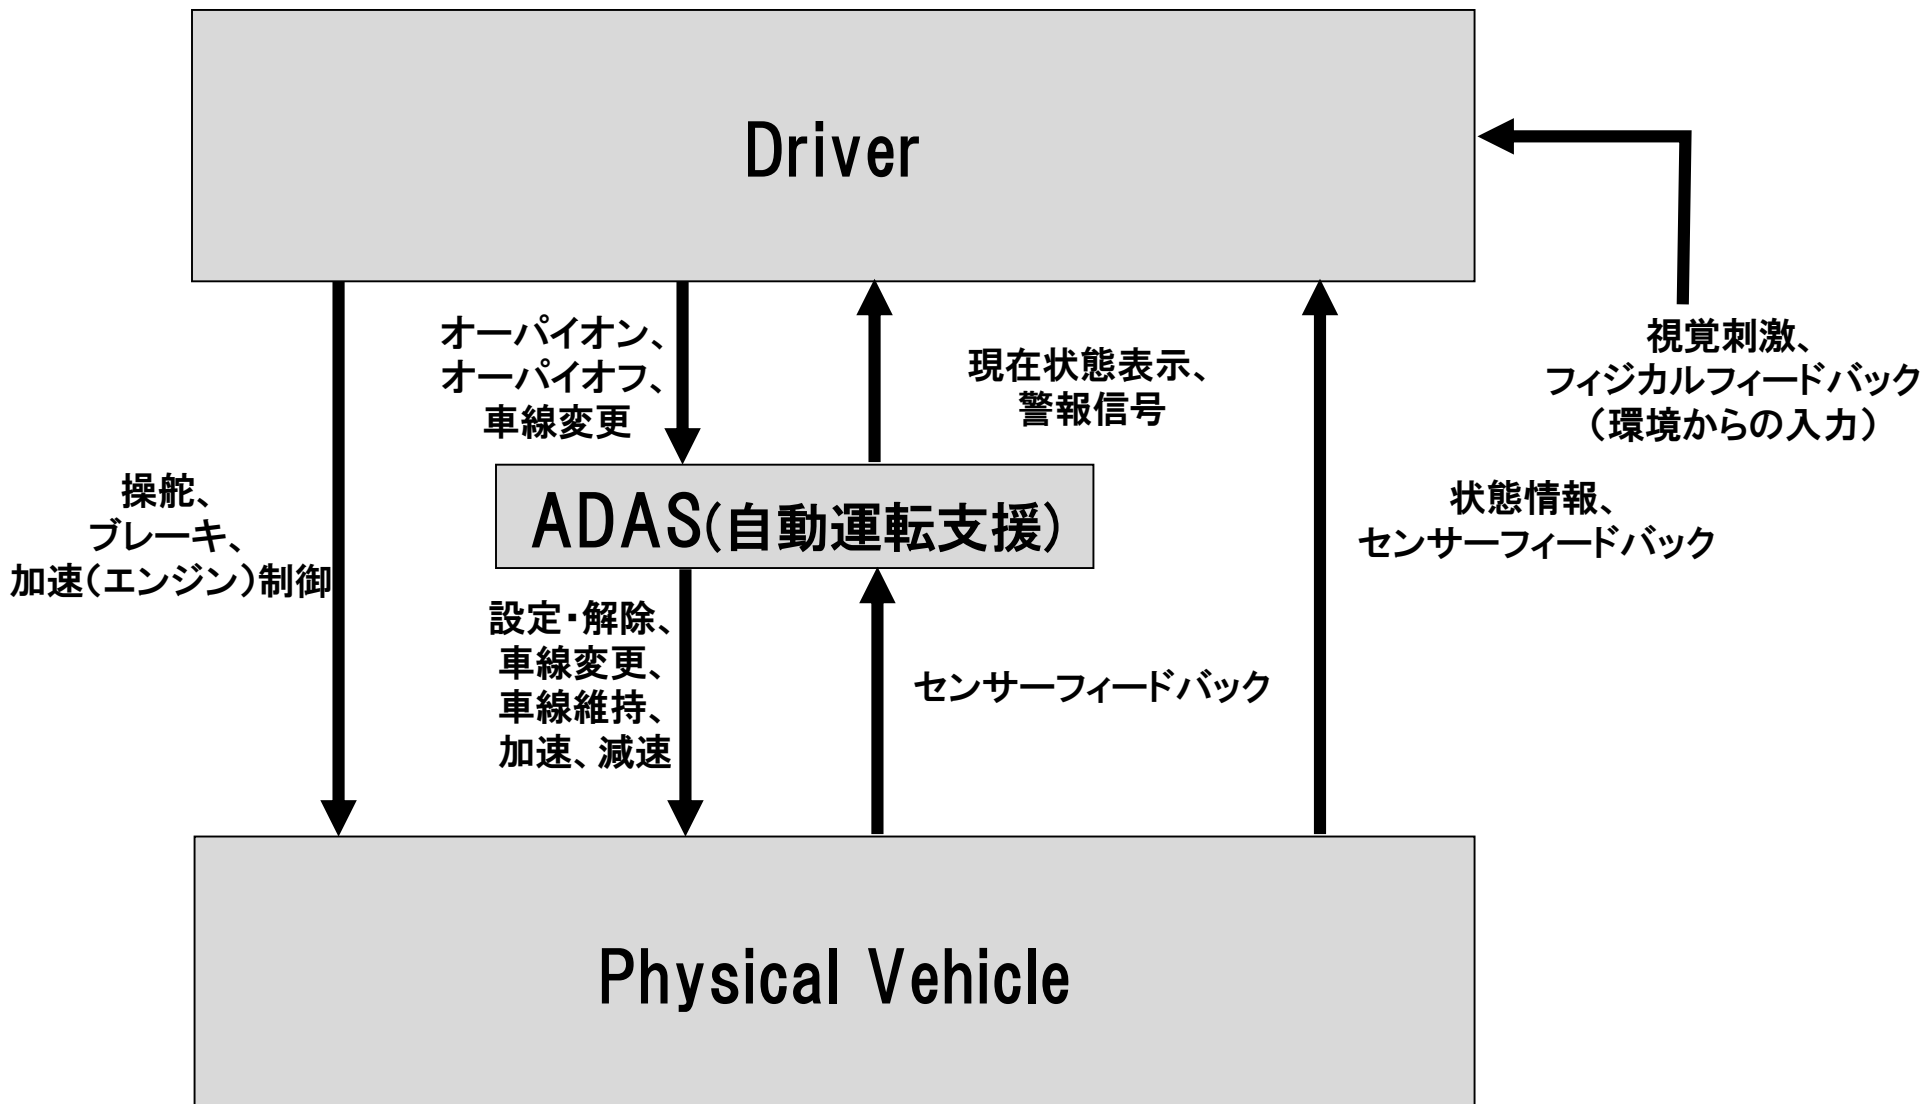 Driver
オーパイオン、
オーパイオフ、
車線変更
現在状態表示、
警報信号
視覚刺激、
フィジカルフィードバック
（環境からの入力）
操舵、
ブレーキ、
加速（エンジン）制御
ADAS(自動運転支援)
状態情報、
センサーフィードバック
設定・解除、
車線変更、
車線維持、
加速、減速
センサーフィードバック
Physical Vehicle